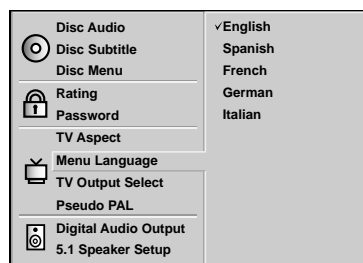 Disc Audio
Disc Subtitle
Disc Menu
Rating
Password
TV Aspect
Menu Language
TV Output Select
Pseudo PAL
Digital Audio Output
5.1 Speaker Setup
✓English
Spanish
French
German
Italian